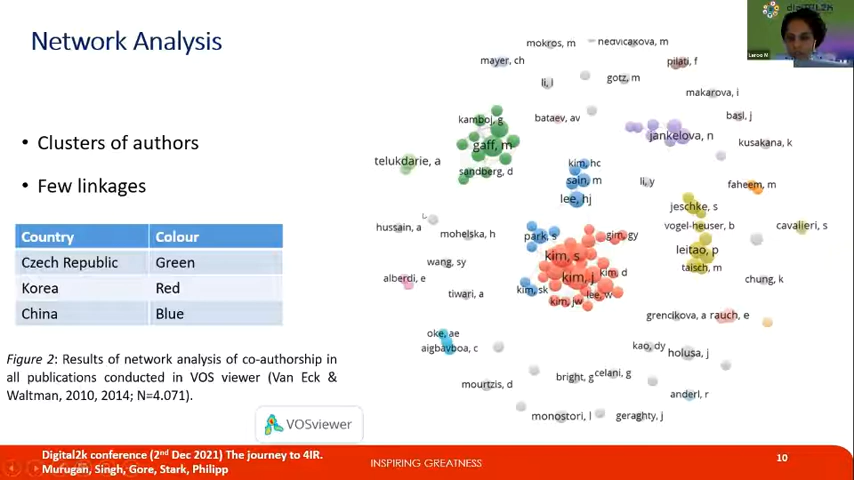 Network Analysis
• Clusters of authors
• Few linkages
Country Colour
Czech Republic Green
Korea Red
China Blue
Figure 2: Results of network analysis of co-authorship in
all publications conducted in VOS viewer (Van Eck &
Waltman, 2010, 2014; N=4.071).
VOSviewer
mokros, m
nedvicakova, m
mayer, ch
pilati, f
li, l
gotz, m
makarova, i
kamboj, g
bataev, av
basl, j
jankelova, n
gaff, m
kusakana, k
telukdarie, a
kim, hc
sandberg, d
sain, m
li, y
faheem, m
lee, hj
jeschke, s
hussain, a
mohelska, h
park, s
gim, gy
vogel-heuser, b
cavalieri, s
kim, s
leitao, p
wang, sy
taisch, m
alberdi, e
kim, j
kim, d
chung, k
tiwari, a
kim, sk
lee, w
kim, jw
grencikova, a
rauch, e
oke, ae
aigbavboa, c
kao, dy
holusa, j
mourtzis, d
bright, g
celani, g
anderl, r
monostori, l
geraghty, j
Digital2k conference (2nd Dec 2021) The journey to 4IR.
Murugan, Singh, Gore, Stark, Philipp
INSPIRING GREATNESS
10